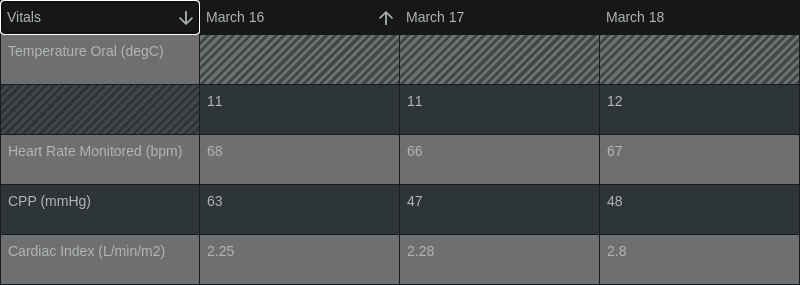 Vitals March 16 March 17 March 18
Temperature Oral (degC)
11 11 12
Heart Rate Monitored (bpm) 68 66 67
CPP (mmHg) 63 47 48
Cardiac Index (L/min/m2) 2.25 2.28 2.8